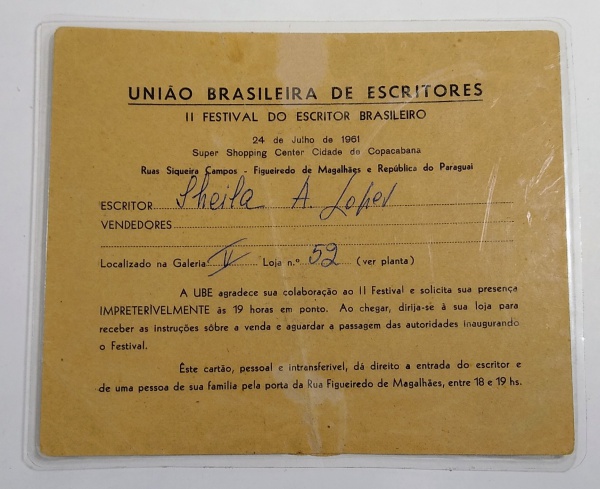 UNIÃO BRASILEIRA DE ESCRITORES
II FESTIVAL DO ESCRITOR BRASILEIRO
24 de Julho de 1961
Super Shopping Center Cidade de Copacabana
Ruas Siqueira Campos - Figueiredo de Magalhães e República do Paraguai
ESCRITOR Sheila A. Lopes
VENDEDORES
Localizado na Galeria V Loja n.º 52 (ver planta)
A UBE agradece sua colaboração ao II Festival e solicita sua presença
IMPRETERÌVELMENTE às 19 horas em ponto. Ao chegar, dirija-se à sua loja para
receber as instruções sôbre a venda e aguardar a passagem das autoridades inaugurando
o Festival.
Êste cartão, pessoal e intransferível, dá direito a entrada do escritor e
de uma pessoa de sua família pela porta da Rua Figueiredo de Magalhães, entre 18 e 19 hs.